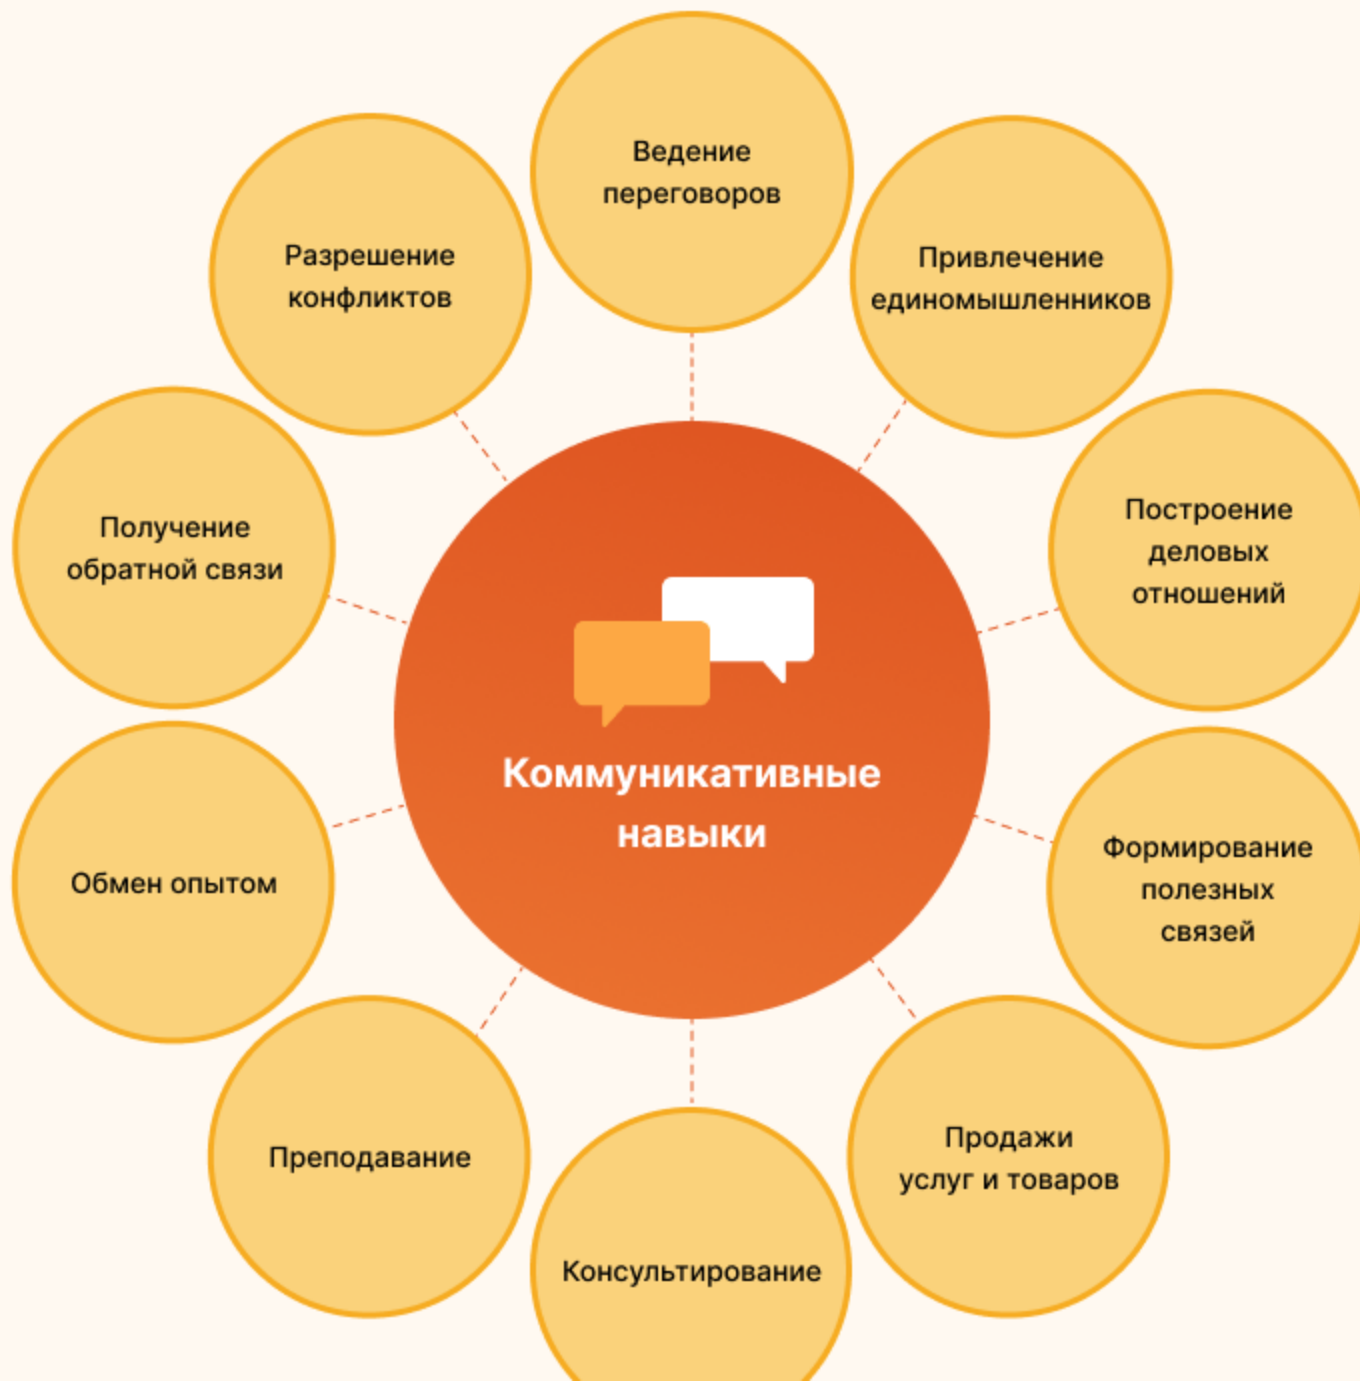 Ведение
переговоров
Привлечение
единомышленников
Построение
деловых
отношений
Формирование
полезных
связей
Продажи
услуг и товаров
Консультирование
Преподавание
Обмен опытом
Получение
обратной связи
Разрешение
конфликтов
Коммуникативные
навыки